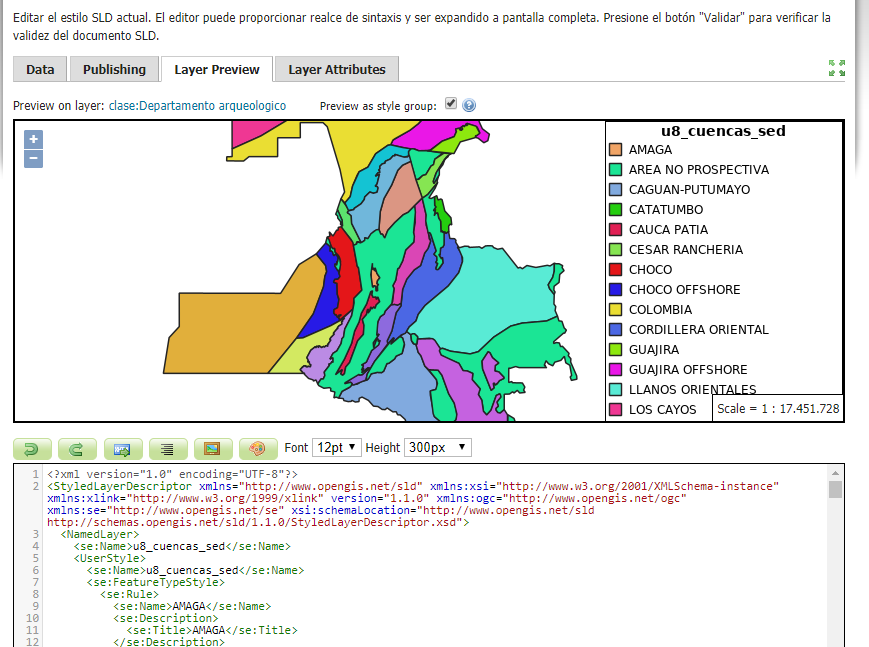 Editar el estilo SLD actual. El editor puede proporcionar realce de sintaxis y ser expandido a pantalla completa. Presione el botón "Validar" para verificar la
validez del documento SLD.
Data Publishing Layer Preview Layer Attributes
Preview on layer: clase:Departamento arqueologico Preview as style group:
+
−
u8_cuencas_sed
AMAGA
AREA NO PROSPECTIVA
CAGUAN-PUTUMAYO
CATATUMBO
CAUCA PATIA
CESAR RANCHERIA
CHOCO
CHOCO OFFSHORE
COLOMBIA
CORDILLERA ORIENTAL
GUAJIRA
GUAJIRA OFFSHORE
LLANOS ORIENTALES
LOS CAYOS
Scale = 1 : 17.451.728
Font 12pt Height 300px
1 <?xml version="1.0" encoding="UTF-8"?>
2 <StyledLayerDescriptor xmlns="http://www.opengis.net/sld" xmlns:xsi="http://www.w3.org/2001/XMLSchema-instance"
xmlns:xlink="http://www.w3.org/1999/xlink" version="1.1.0" xmlns:ogc="http://www.opengis.net/ogc"
xmlns:se="http://www.opengis.net/se" xsi:schemaLocation="http://www.opengis.net/sld
http://schemas.opengis.net/sld/1.1.0/StyledLayerDescriptor.xsd">
3 <NamedLayer>
4 <se:Name>u8_cuencas_sed</se:Name>
5 <UserStyle>
6 <se:Name>u8_cuencas_sed</se:Name>
7 <se:FeatureTypeStyle>
8 <se:Rule>
9 <se:Name>AMAGA</se:Name>
10 <se:Description>
11 <se:Title>AMAGA</se:Title>
12 </se:Description>